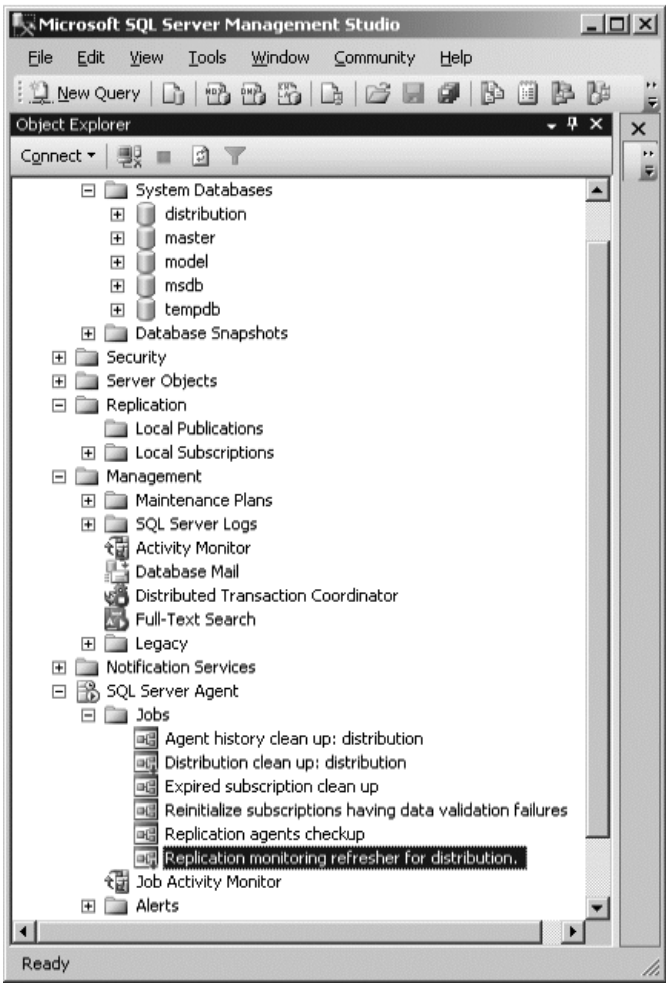 Microsoft SQL Server Management Studio
File Edit View Tools Window Community Help
New Query
Object Explorer
Connect
System Databases
distribution
master
model
msdb
tempdb
Database Snapshots
Security
Server Objects
Replication
Local Publications
Local Subscriptions
Management
Maintenance Plans
SQL Server Logs
Activity Monitor
Database Mail
Distributed Transaction Coordinator
Full-Text Search
Legacy
Notification Services
SQL Server Agent
Jobs
Agent history clean up: distribution
Distribution clean up: distribution
Expired subscription clean up
Reinitialize subscriptions having data validation failures
Replication agents checkup
Replication monitoring refresher for distribution.
Job Activity Monitor
Alerts
Ready